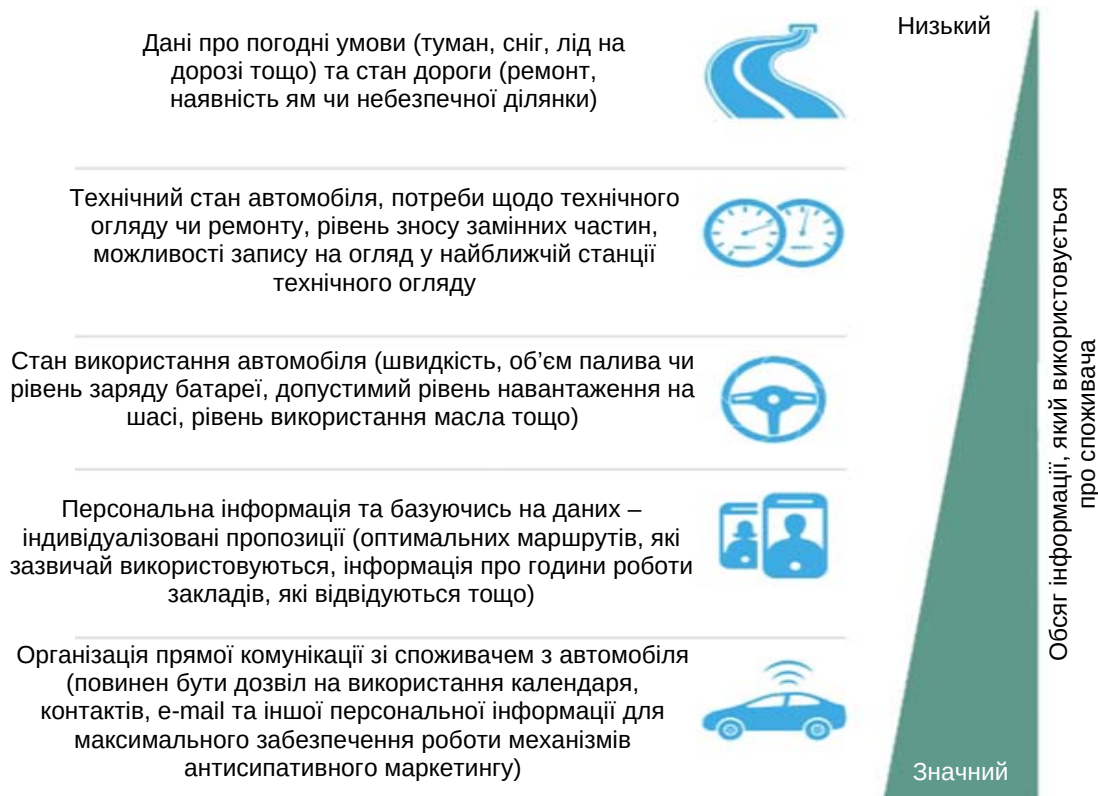 Дані про погодні умови (туман, сніг, лід на
дорозі тощо) та стан дороги (ремонт,
наявність ям чи небезпечної ділянки)
Низький
Технічний стан автомобіля, потреби щодо технічного
огляду чи ремонту, рівень зносу замінних частин,
можливості запису на огляд у найближчій станції
технічного огляду
Стан використання автомобіля (швидкість, об’єм палива чи
рівень заряду батареї, допустимий рівень навантаження на
шасі, рівень використання масла тощо)
Персональна інформація та базуючись на даних –
індивідуалізовані пропозиції (оптимальних маршрутів, які
зазвичай використовуються, інформація про години роботи
закладів, які відвідуються тощо)
Організація прямої комунікації зі споживачем з автомобіля
(повинен бути дозвіл на використання календаря,
контактів, e-mail та іншої персональної інформації для
максимального забезпечення роботи механізмів
антисипативного маркетингу)
Значний
Обсяг інформації, який використовується
про споживача